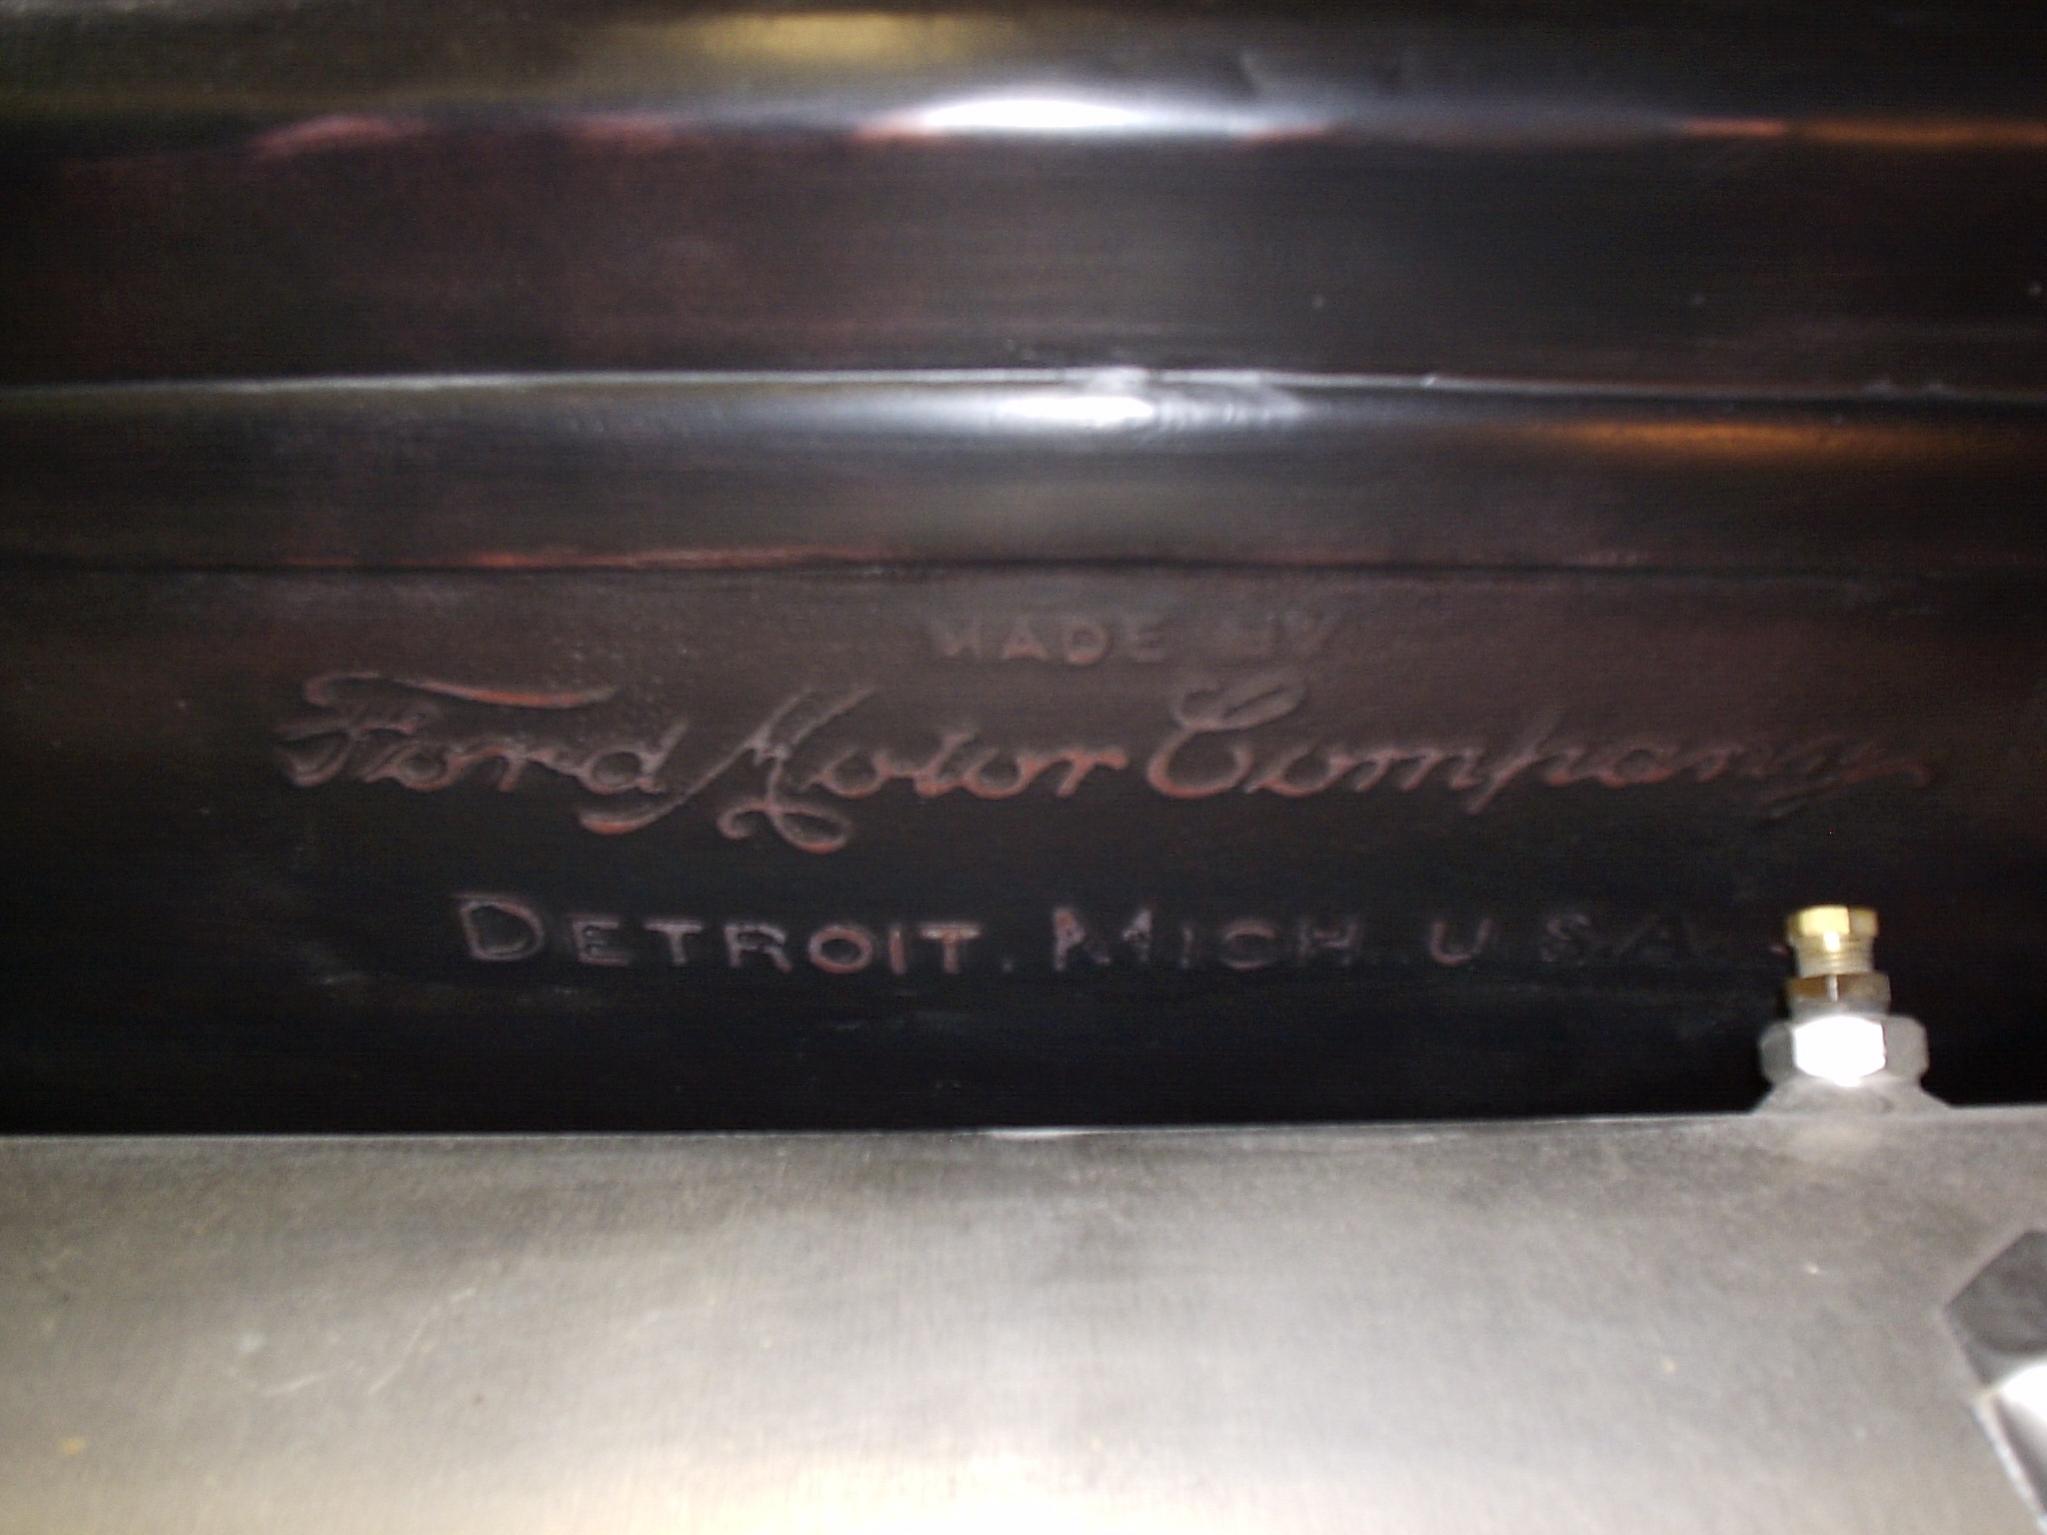 MADE BY
Ford Motor Company
DETROIT, MICH. U.S.A.